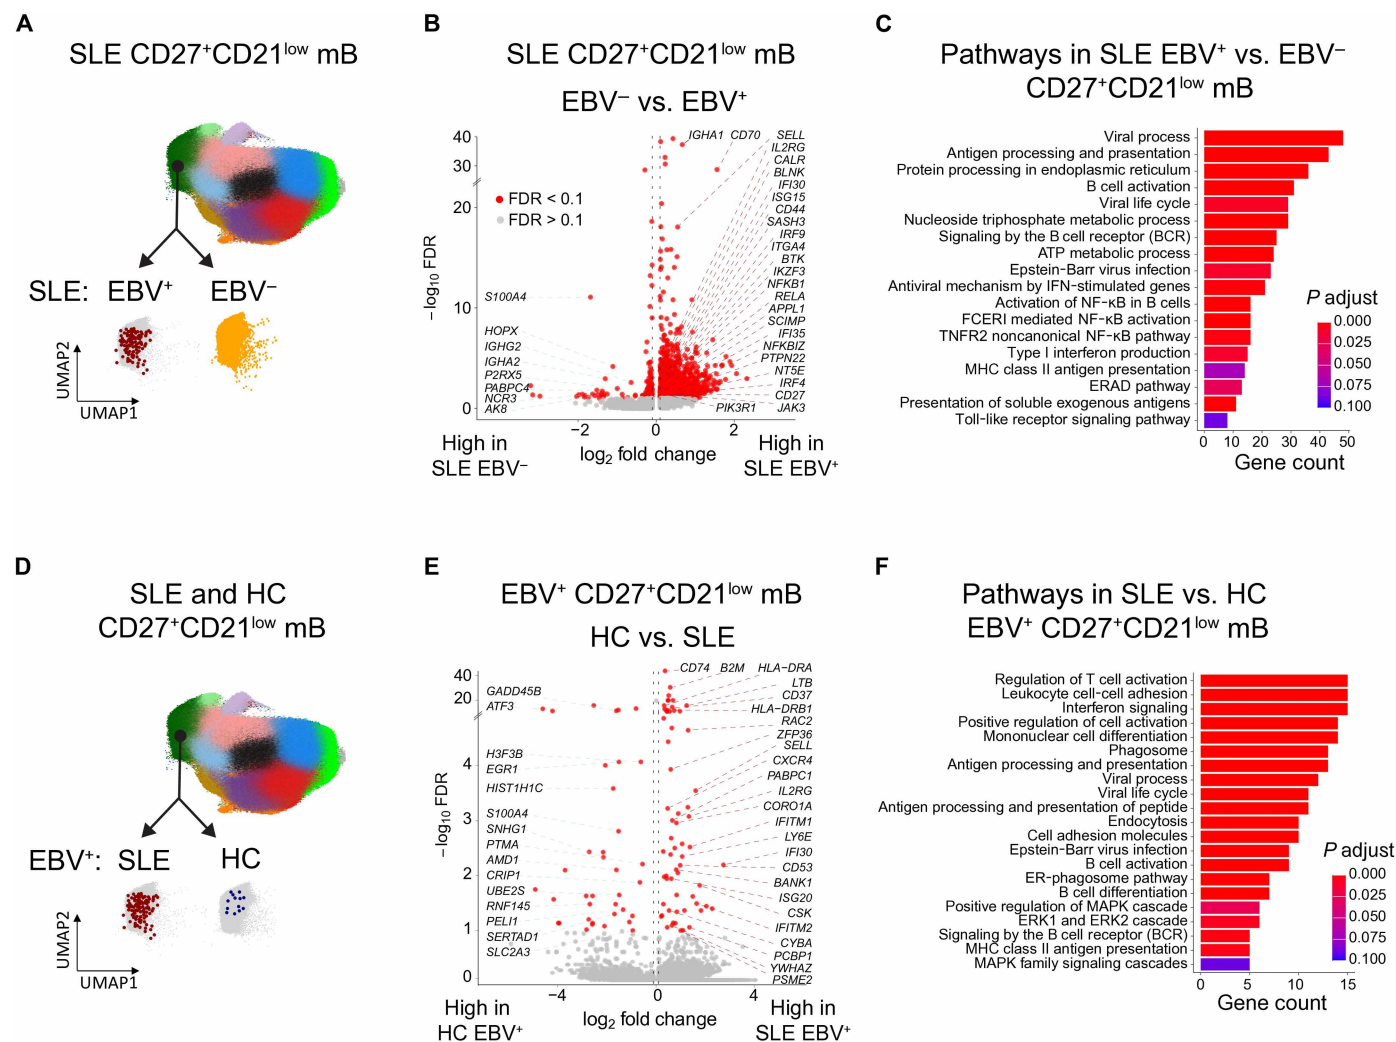 A
SLE CD27⁺CD21ˡᵒʷ mB
SLE: EBV⁺ EBV⁻
UMAP2
UMAP1
B
SLE CD27⁺CD21ˡᵒʷ mB
EBV⁻ vs. EBV⁺
40
30
20
10
0
−log₁₀ FDR
FDR < 0.1
FDR > 0.1
S100A4
HOPX
IGHG2
IGHA2
P2RX5
PABPC4
NCR3
AK8
IGHA1 CD70 SELL
IL2RG
CALR
BLNK
IFI30
ISG15
CD44
SASH3
IRF9
ITGA4
BTK
IKZF3
NFKB1
RELA
APPL1
SCIMP
IFI35
NFKBIZ
PTPN22
NT5E
IRF4
CD27
PIK3R1 JAK3
−2 0 2
log₂ fold change
High in
SLE EBV⁻
High in
SLE EBV⁺
C
Pathways in SLE EBV⁺ vs. EBV⁻
CD27⁺CD21ˡᵒʷ mB
Viral process
Antigen processing and prasentation
Protein processing in endoplasmic reticulum
B cell activation
Viral life cycle
Nucleoside triphosphate metabolic process
Signaling by the B cell receptor (BCR)
ATP metabolic process
Epstein-Barr virus infection
Antiviral mechanism by IFN-stimulated genes
Activation of NF-κB in B cells
FCERI mediated NF-κB activation
TNFR2 noncanonical NF-κB pathway
Type I interferon production
MHC class II antigen presentation
ERAD pathway
Presentation of soluble exogenous antigens
Toll-like receptor signaling pathway
0 10 20 30 40 50
Gene count
P adjust
0.000
0.025
0.050
0.075
0.100
D
SLE and HC
CD27⁺CD21ˡᵒʷ mB
EBV⁺: SLE HC
UMAP2
UMAP1
E
EBV⁺ CD27⁺CD21ˡᵒʷ mB
HC vs. SLE
40
20
4
3
2
1
0
−log₁₀ FDR
GADD45B
ATF3
H3F3B
EGR1
HIST1H1C
S100A4
SNHG1
PTMA
AMD1
CRIP1
UBE2S
RNF145
PELI1
SERTAD1
SLC2A3
CD74 B2M HLA−DRA
LTB
CD37
HLA−DRB1
RAC2
ZFP36
SELL
CXCR4
PABPC1
IL2RG
CORO1A
IFITM1
LY6E
IFI30
CD53
BANK1
ISG20
CSK
IFITM2
CYBA
PCBP1
YWHAZ
PSME2
−4 0 4
log₂ fold change
High in
HC EBV⁺
High in
SLE EBV⁺
F
Pathways in SLE vs. HC
EBV⁺ CD27⁺CD21ˡᵒʷ mB
Regulation of T cell activation
Leukocyte cell-cell adhesion
Interferon signaling
Positive regulation of cell activation
Mononuclear cell differentiation
Phagosome
Antigen processing and presentation
Viral process
Viral life cycle
Antigen processing and presentation of peptide
Endocytosis
Cell adhesion molecules
Epstein-Barr virus infection
B cell activation
ER-phagosome pathway
B cell differentiation
Positive regulation of MAPK cascade
ERK1 and ERK2 cascade
Signaling by the B cell receptor (BCR)
MHC class II antigen presentation
MAPK family signaling cascades
0 5 10 15
Gene count
P adjust
0.000
0.025
0.050
0.075
0.100